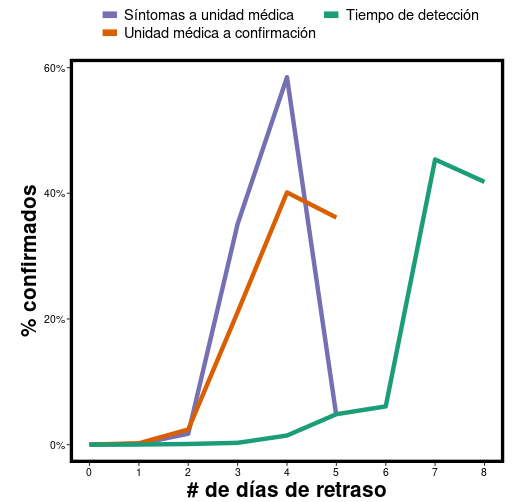 Síntomas a unidad médica
Tiempo de detección
Unidad médica a confirmación
60%
40%
20%
0%
% confirmados
0 1 2 3 4 5 6 7 8
# de días de retraso